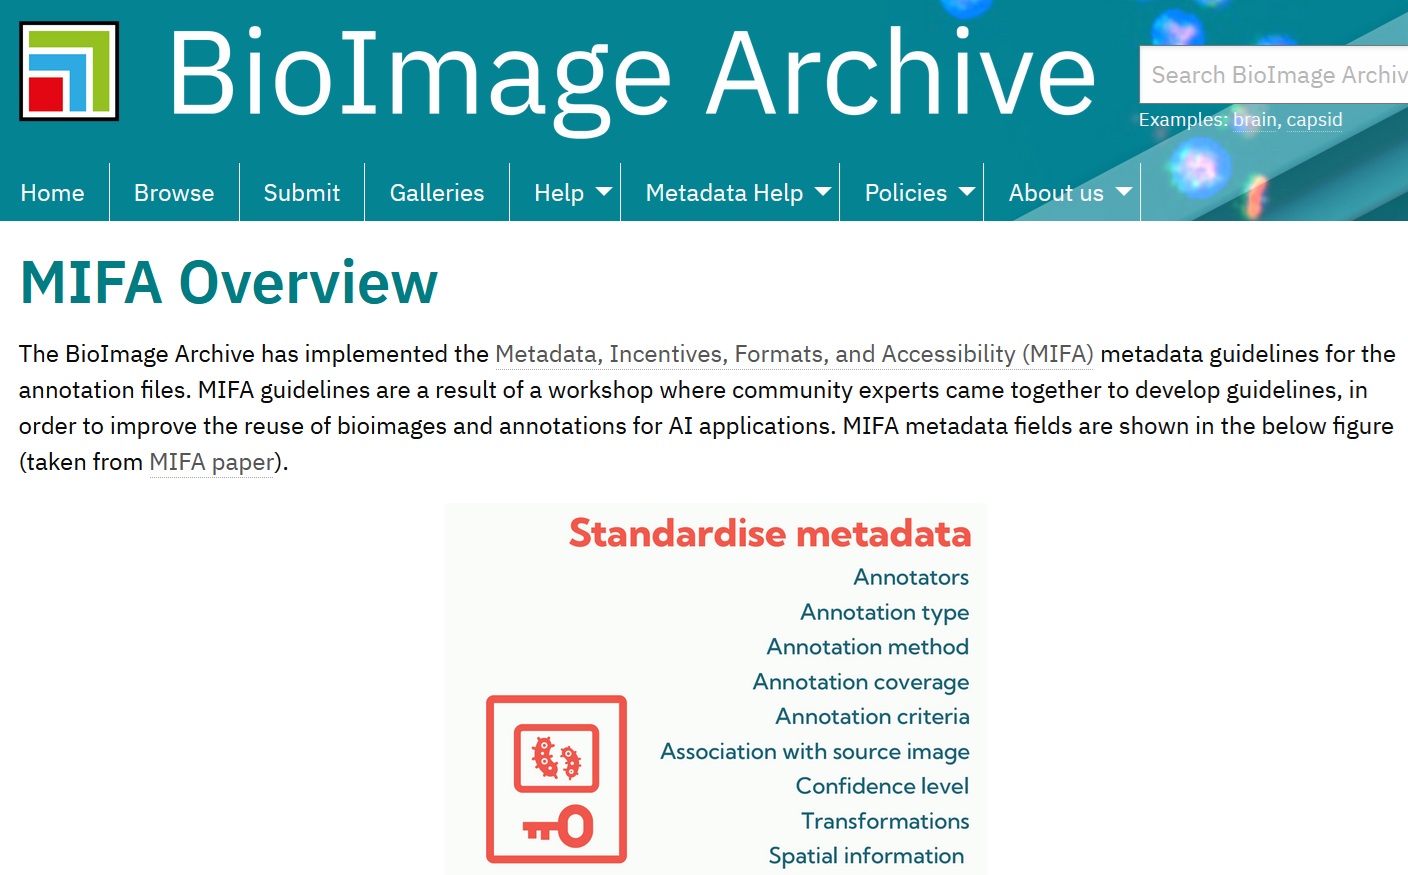 BioImage Archive
Search BioImage Archiv
Examples: brain, capsid
Home Browse Submit Galleries Help Metadata Help Policies About us
MIFA Overview
The BioImage Archive has implemented the Metadata, Incentives, Formats, and Accessibility (MIFA) metadata guidelines for the
annotation files. MIFA guidelines are a result of a workshop where community experts came together to develop guidelines, in
order to improve the reuse of bioimages and annotations for AI applications. MIFA metadata fields are shown in the below figure
(taken from MIFA paper).
Standardise metadata
Annotators
Annotation type
Annotation method
Annotation coverage
Annotation criteria
Association with source image
Confidence level
Transformations
Spatial information